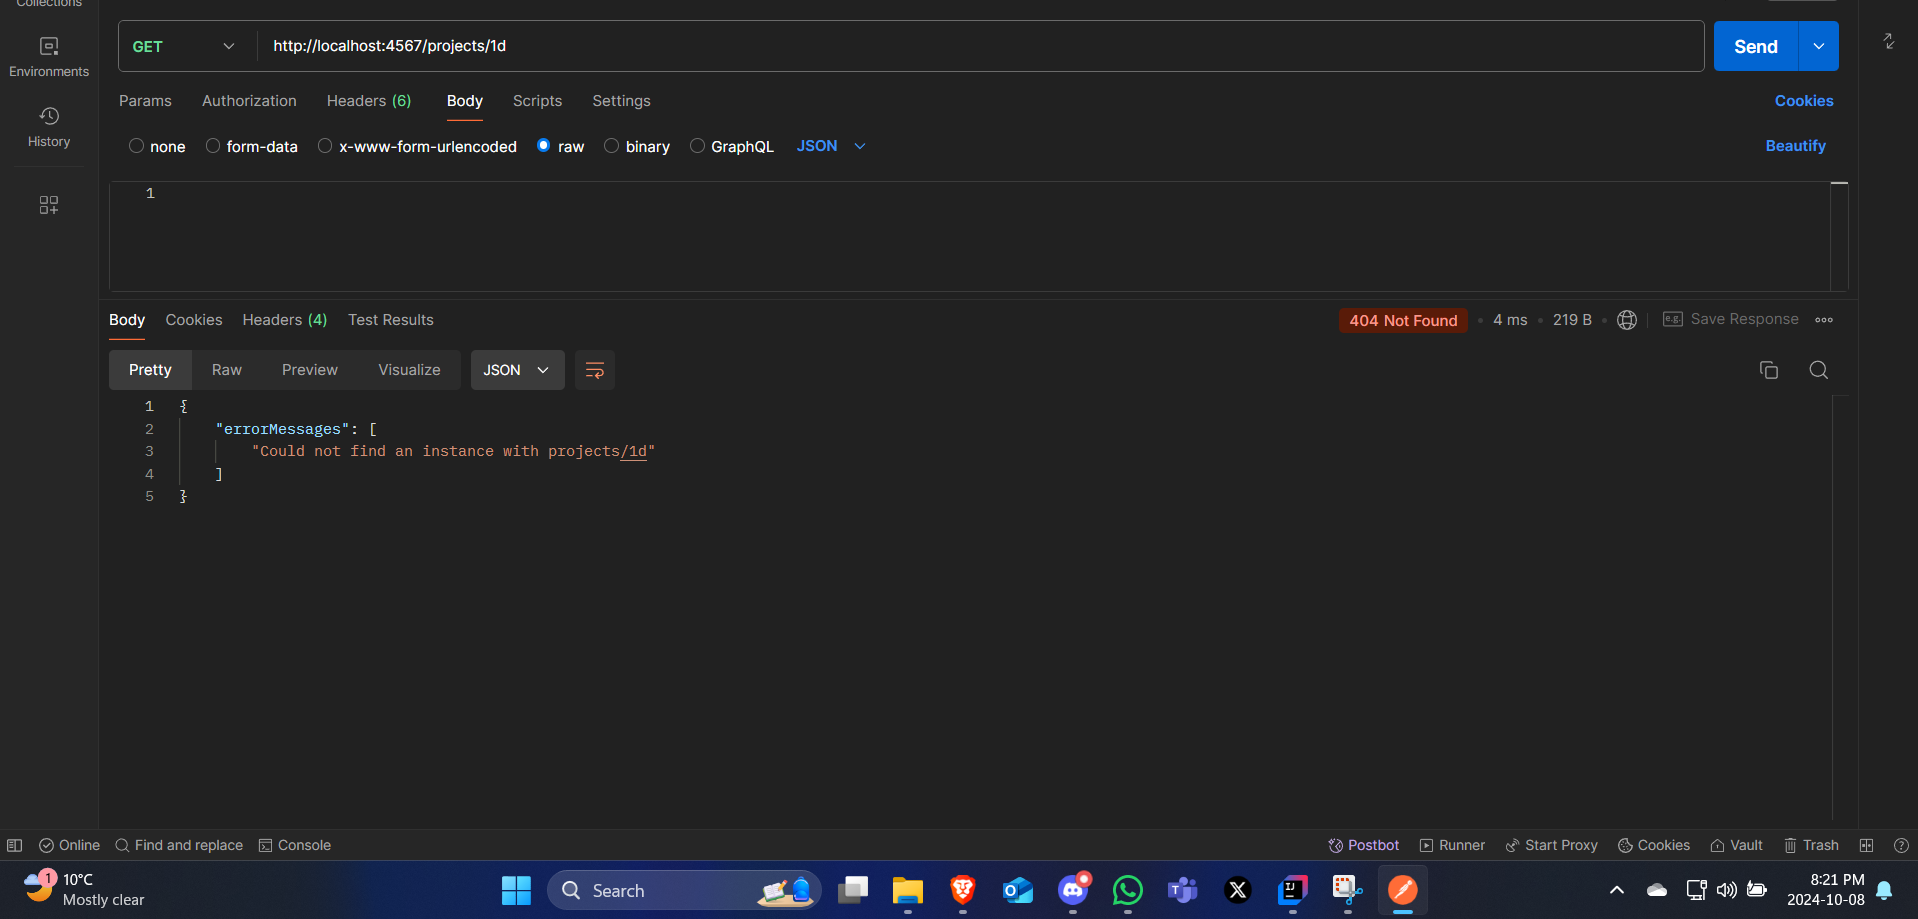 Collections
GET
http://localhost:4567/projects/1d
Send
Environments
Params Authorization Headers (6) Body Scripts Settings Cookies
History
none form-data x-www-form-urlencoded raw binary GraphQL JSON Beautify
1
Body Cookies Headers (4) Test Results 404 Not Found 4 ms 219 B e.g. Save Response
Pretty Raw Preview Visualize JSON
1 {
2 "errorMessages": [
3 "Could not find an instance with projects/1d"
4 ]
5 }
Online Find and replace Console Postbot Runner Start Proxy Cookies Vault Trash
1 10°C
Mostly clear
Search
8:21 PM
2024-10-08